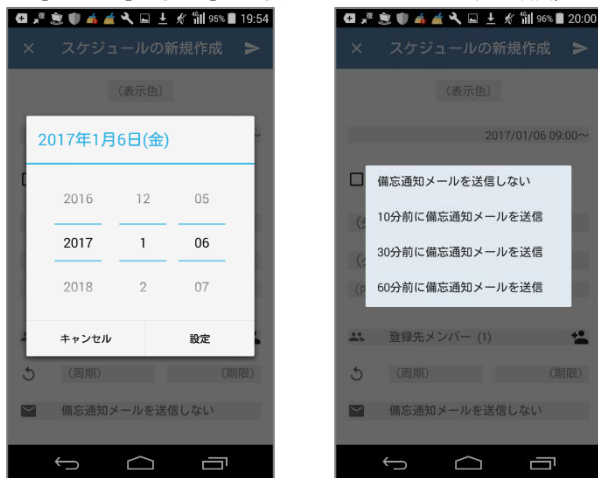 96% 19:54
スケジュールの新規作成
(表示色)
2017年1月6日(金)
2016 12 05
2017 1 06
2018 2 07
キャンセル 設定
(周期) (期限)
備忘通知メールを送信しない
96% 20:00
スケジュールの新規作成
(表示色)
2017/01/06 09:00～
備忘通知メールを送信しない
10分前に備忘通知メールを送信
30分前に備忘通知メールを送信
60分前に備忘通知メールを送信
登録先メンバー (1)
(周期) (期限)
備忘通知メールを送信しない